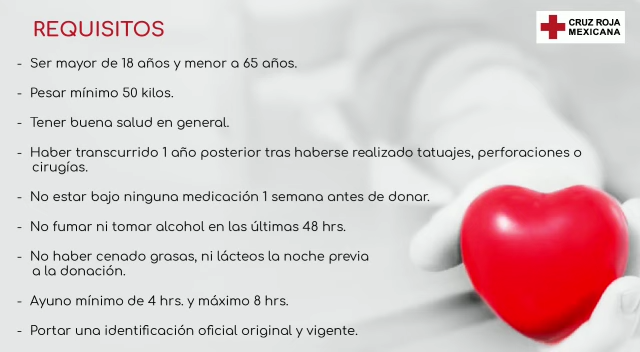 REQUISITOS
CRUZ ROJA
MEXICANA
- Ser mayor de 18 años y menor a 65 años.
- Pesar mínimo 50 kilos.
- Tener buena salud en general.
- Haber transcurrido 1 año posterior tras haberse realizado tatuajes, perforaciones o
cirugías.
- No estar bajo ninguna medicación 1 semana antes de donar.
- No fumar ni tomar alcohol en las últimas 48 hrs.
- No haber cenado grasas, ni lácteos la noche previa
a la donación.
- Ayuno mínimo de 4 hrs. y máximo 8 hrs.
- Portar una identificación oficial original y vigente.